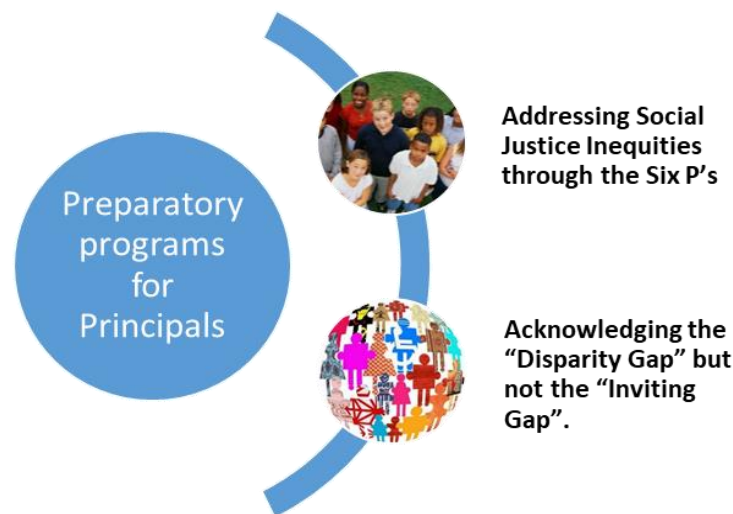 Preparatory
programs
for
Principals
Addressing Social
Justice Inequities
through the Six P’s
Acknowledging the
“Disparity Gap” but
not the “Inviting
Gap”.